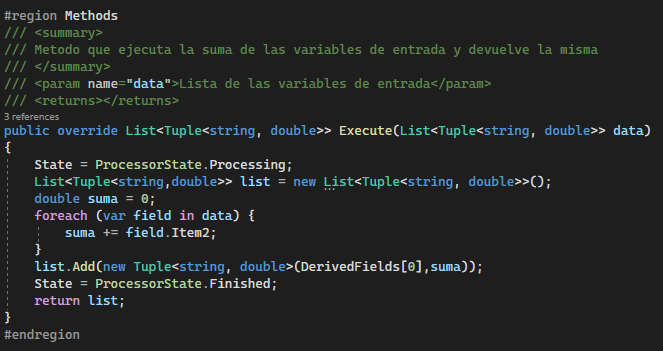 #region Methods
/// <summary>
/// Metodo que ejecuta la suma de las variables de entrada y devuelve la misma
/// </summary>
/// <param name="data">Lista de las variables de entrada</param>
/// <returns></returns>
3 references
public override List<Tuple<string, double>> Execute(List<Tuple<string, double>> data)
{
    State = ProcessorState.Processing;
    List<Tuple<string,double>> list = new List<Tuple<string, double>>();
    double suma = 0;
    foreach (var field in data) {
        suma += field.Item2;
    }
    list.Add(new Tuple<string, double>(DerivedFields[0],suma));
    State = ProcessorState.Finished;
    return list;
}
#endregion